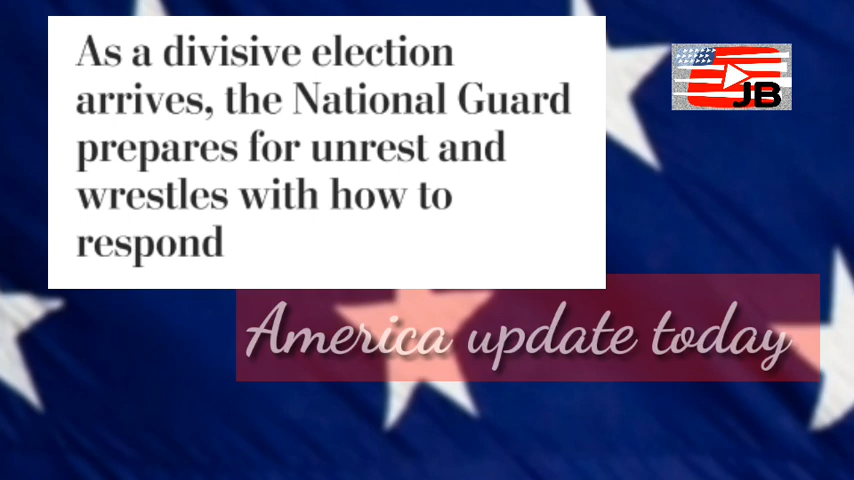 As a divisive election
arrives, the National Guard
prepares for unrest and
wrestles with how to
respond
JB
America update today